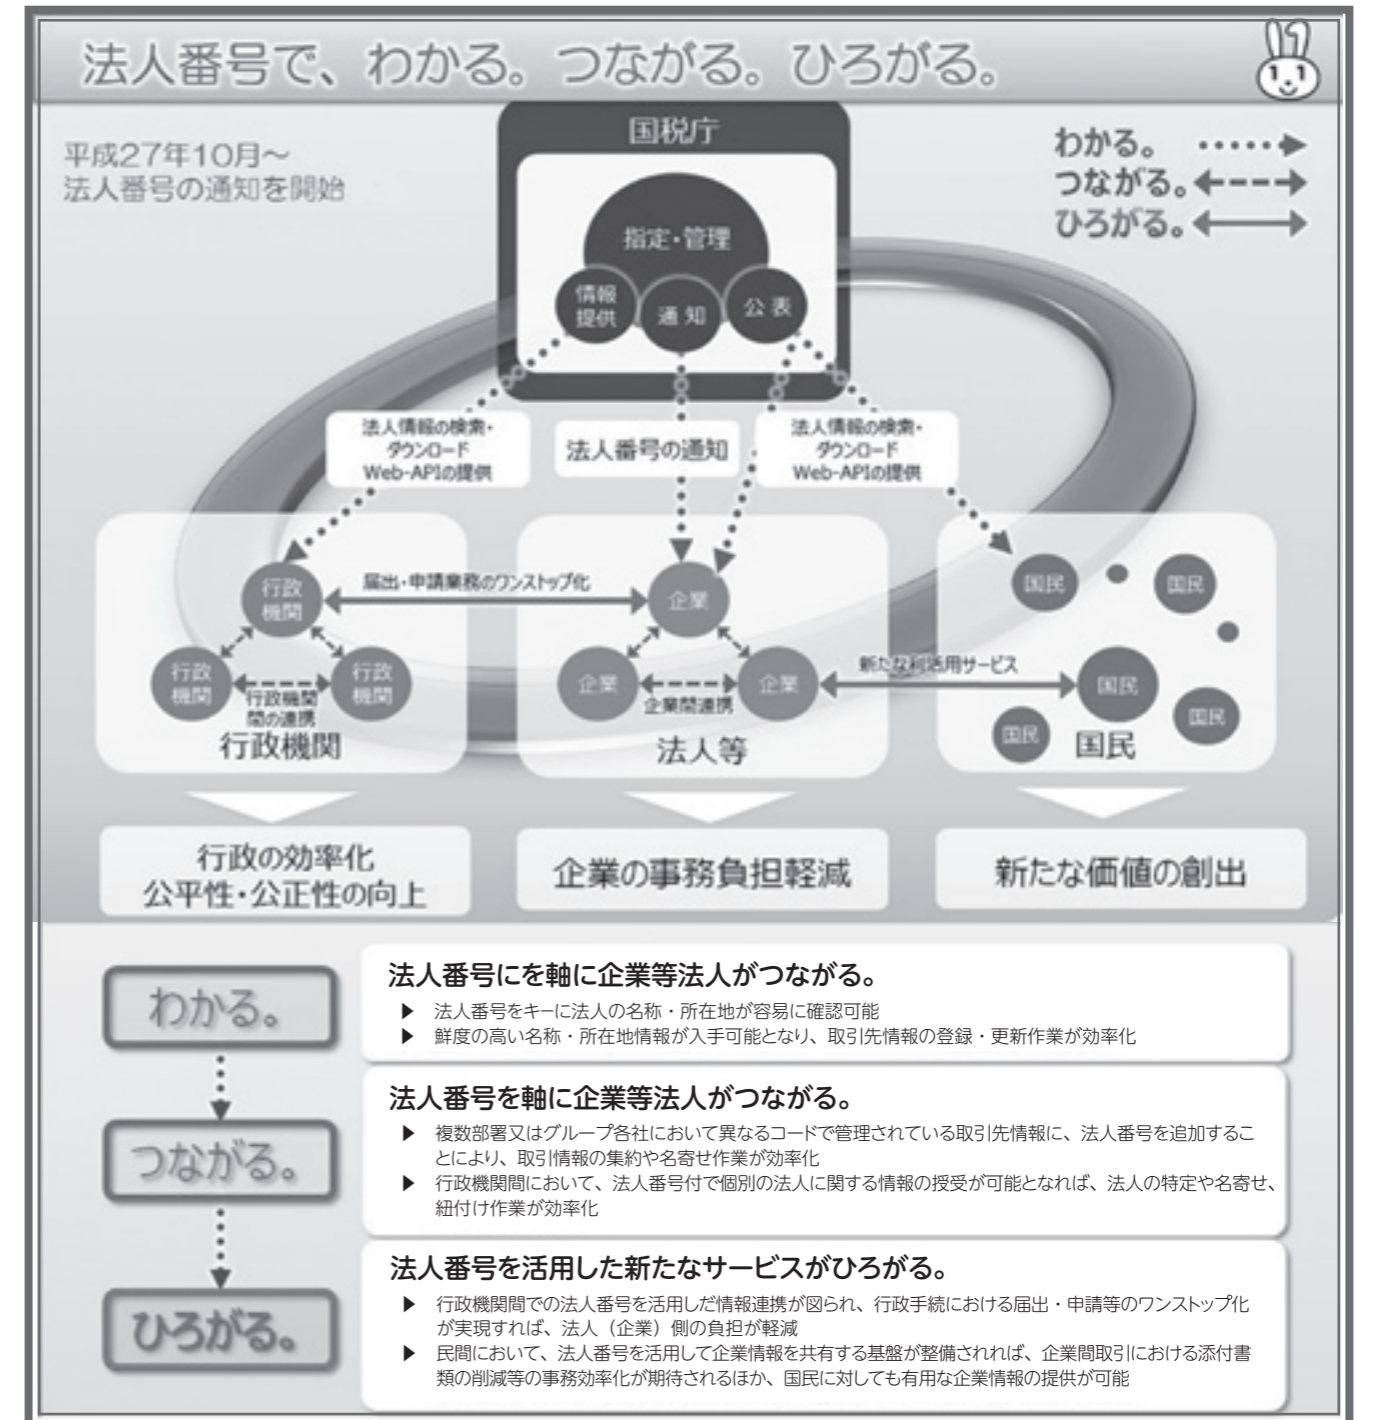 法人番号で、わかる。つながる。ひろがる。
平成27年10月～
法人番号の通知を開始
国税庁
指定・管理
情報
提供
通知
公表
わかる。
つながる。
ひろがる。
法人情報の検索・
ダウンロード
Web-APIの提供
法人番号の通知
法人情報の検索・
ダウンロード
Web-APIの提供
行政
機関
届出・申請業務のワンストップ化
企業
国民
国民
行政
機関
行政
機関
行政機関
間の連携
行政機関
企業
企業
企業間連携
法人等
新たな利活用サービス
国民
国民
国民
国民
行政の効率化
公平性・公正性の向上
企業の事務負担軽減
新たな価値の創出
わかる。
法人番号にを軸に企業等法人がつながる。
▶ 法人番号をキーに法人の名称・所在地が容易に確認可能
▶ 鮮度の高い名称・所在地情報が入手可能となり、取引先情報の登録・更新作業が効率化
つながる。
法人番号を軸に企業等法人がつながる。
▶ 複数部署又はグループ各社において異なるコードで管理されている取引先情報に、法人番号を追加するこ
とにより、取引情報の集約や名寄せ作業が効率化
▶ 行政機関間において、法人番号付で個別の法人に関する情報の授受が可能となれば、法人の特定や名寄せ、
紐付け作業が効率化
ひろがる。
法人番号を活用した新たなサービスがひろがる。
▶ 行政機関間での法人番号を活用しだ情報連携が図られ、行政手続における届出・申請等のワンストップ化
が実現すれば、法人（企業）側の負担が軽減
▶ 民間において、法人番号を活用して企業情報を共有する基盤が整備されれば、企業間取引における添付書
類の削減等の事務効率化が期待されるほか、国民に対しても有用な企業情報の提供が可能